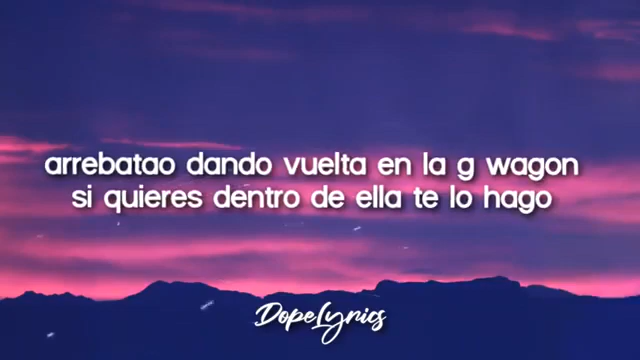 arrebatao dando vuelta en la g wagon
si quieres dentro de ella te lo hago
DopeLyrics